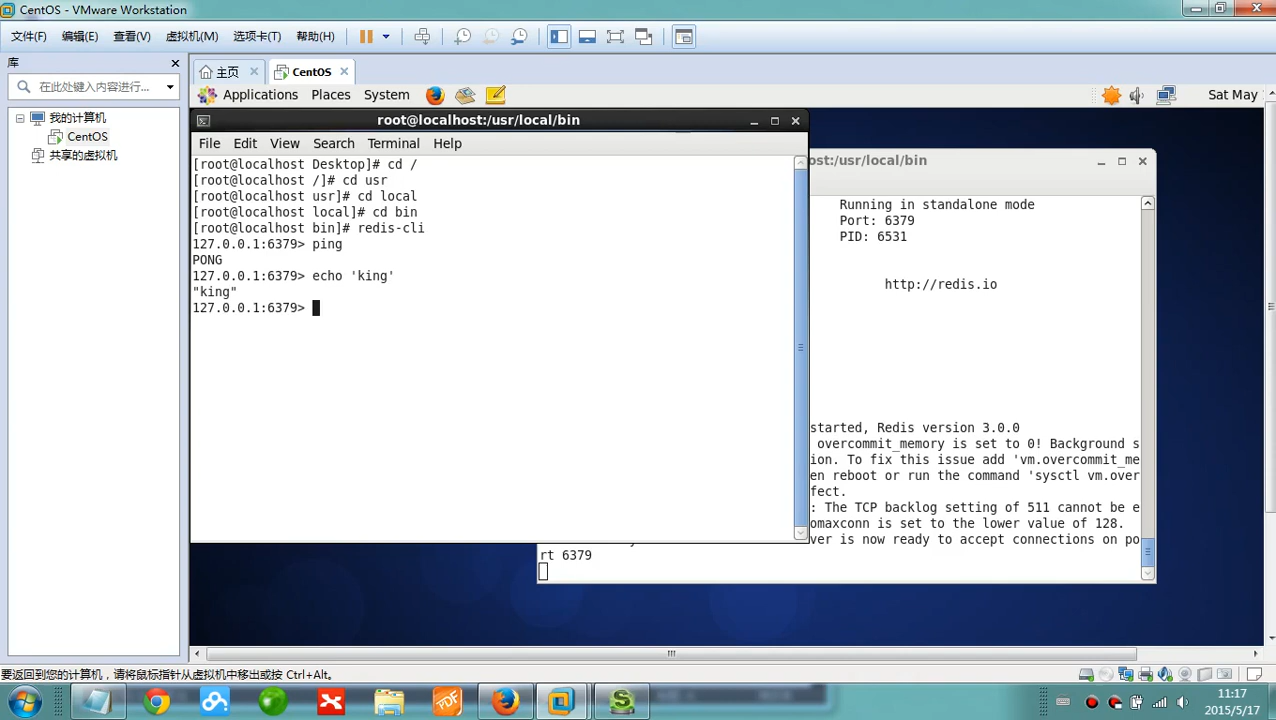 CentOS - VMware Workstation
文件(F) 编辑(E) 查看(V) 虚拟机(M) 选项卡(T) 帮助(H)
库
在此处键入内容进行...
我的计算机
CentOS
共享的虚拟机
主页 CentOS
Applications Places System Sat May
root@localhost:/usr/local/bin
File Edit View Search Terminal Help
[root@localhost Desktop]# cd /
[root@localhost /]# cd usr
[root@localhost usr]# cd local
[root@localhost local]# cd bin
[root@localhost bin]# redis-cli
127.0.0.1:6379> ping
PONG
127.0.0.1:6379> echo 'king'
"king"
127.0.0.1:6379>
ost:/usr/local/bin
Running in standalone mode
Port: 6379
PID: 6531
http://redis.io
started, Redis version 3.0.0
overcommit_memory is set to 0! Background s
ion. To fix this issue add 'vm.overcommit_me
en reboot or run the command 'sysctl vm.over
fect.
: The TCP backlog setting of 511 cannot be e
omaxconn is set to the lower value of 128.
ver is now ready to accept connections on po
rt 6379
要返回到您的计算机，请将鼠标指针从虚拟机中移出或按 Ctrl+Alt。
PDF
11:17
2015/5/17